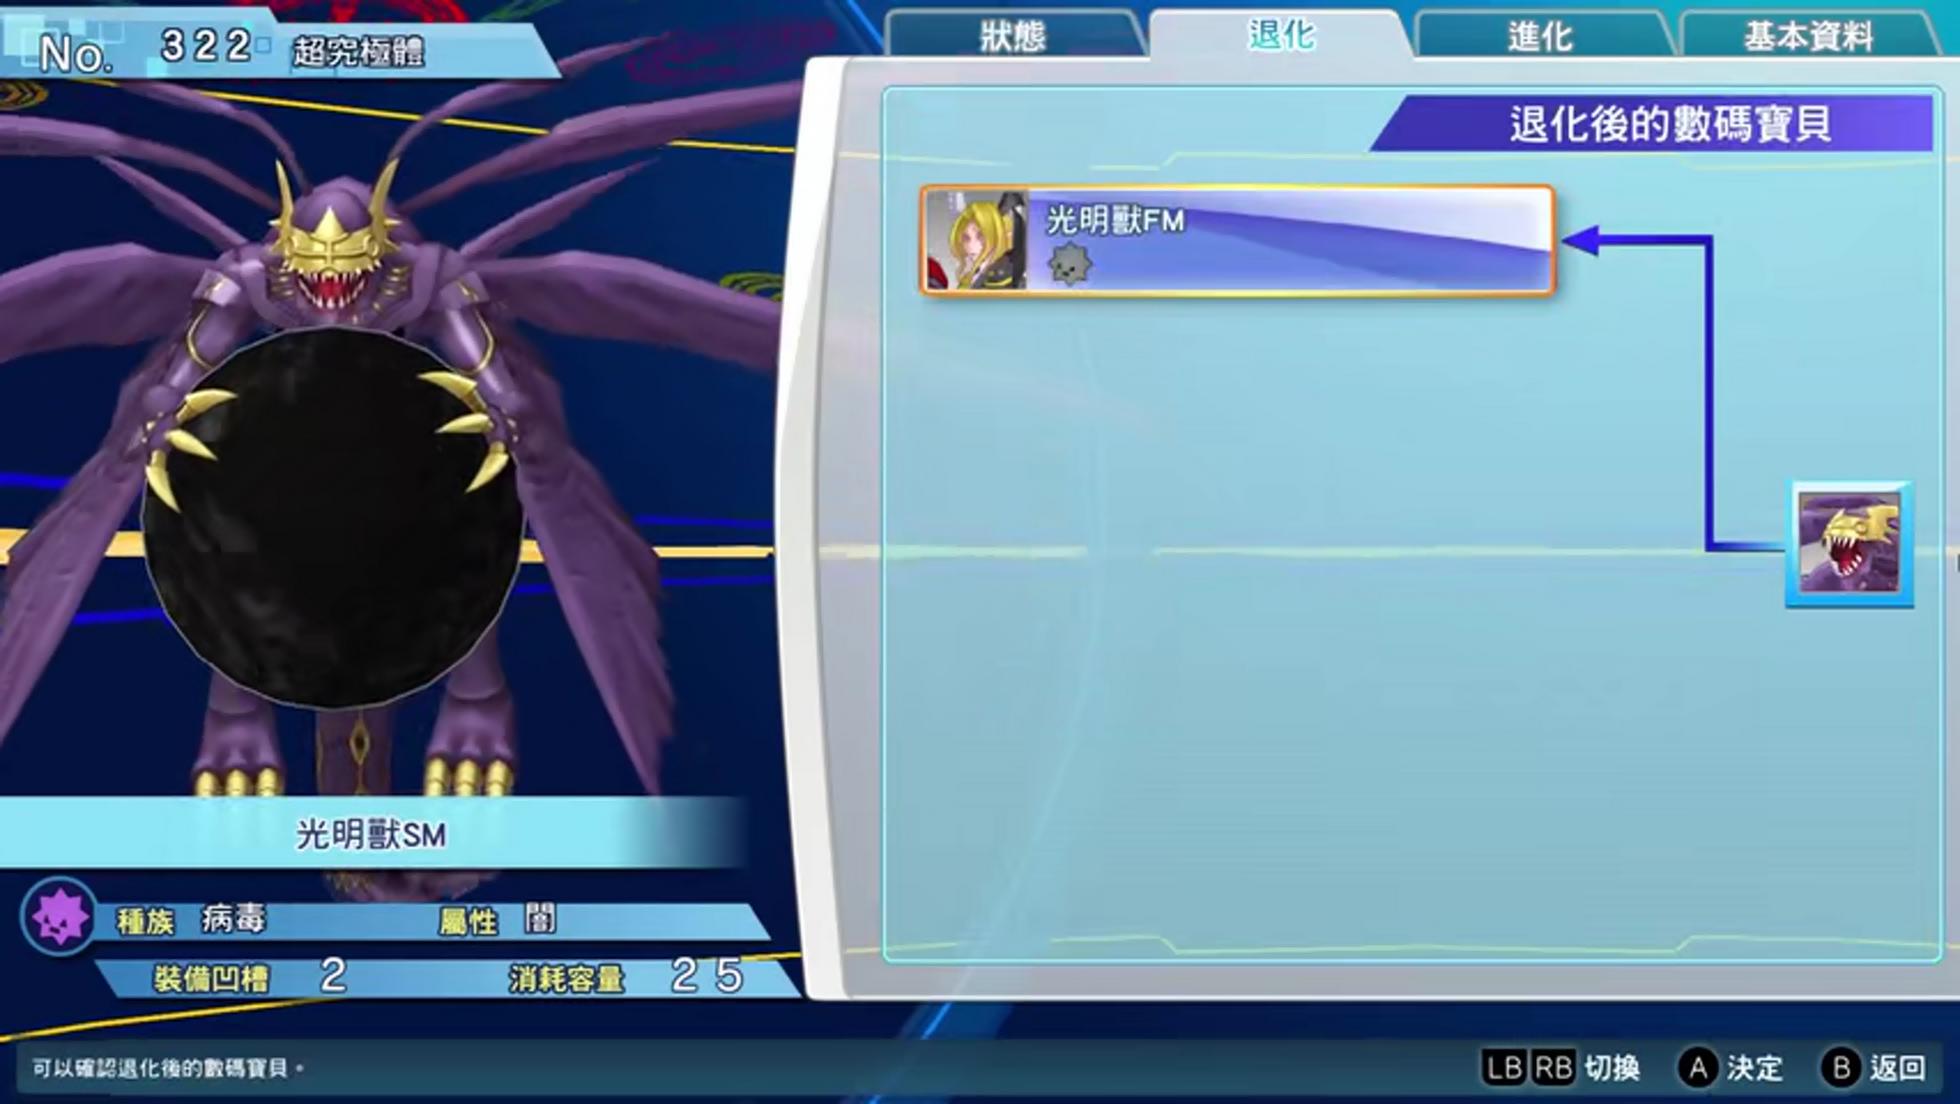 No. 322 超究極體
狀態 退化 進化 基本資料
退化後的數碼寶貝
光明獸FM
光明獸SM
種族 病毒 屬性 闇
裝備凹槽 2 消耗容量 25
可以確認退化後的數碼寶貝。
LB RB 切換 A 決定 B 返回